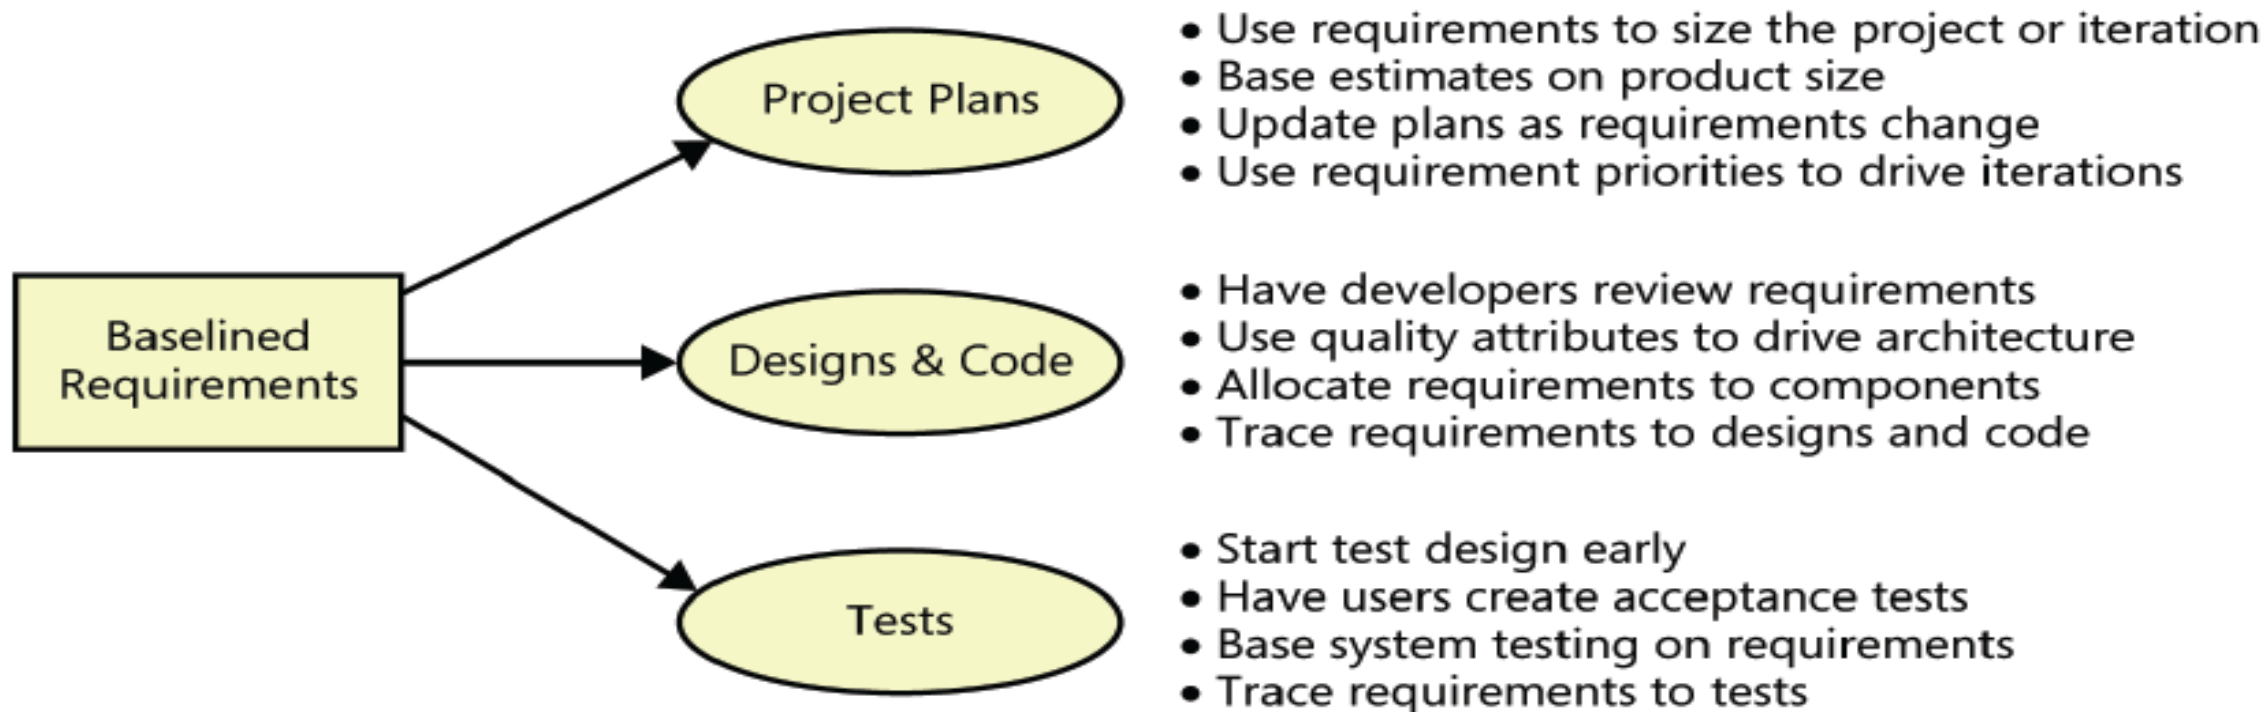 Baselined
Requirements
Project Plans
• Use requirements to size the project or iteration
• Base estimates on product size
• Update plans as requirements change
• Use requirement priorities to drive iterations
Designs & Code
• Have developers review requirements
• Use quality attributes to drive architecture
• Allocate requirements to components
• Trace requirements to designs and code
Tests
• Start test design early
• Have users create acceptance tests
• Base system testing on requirements
• Trace requirements to tests